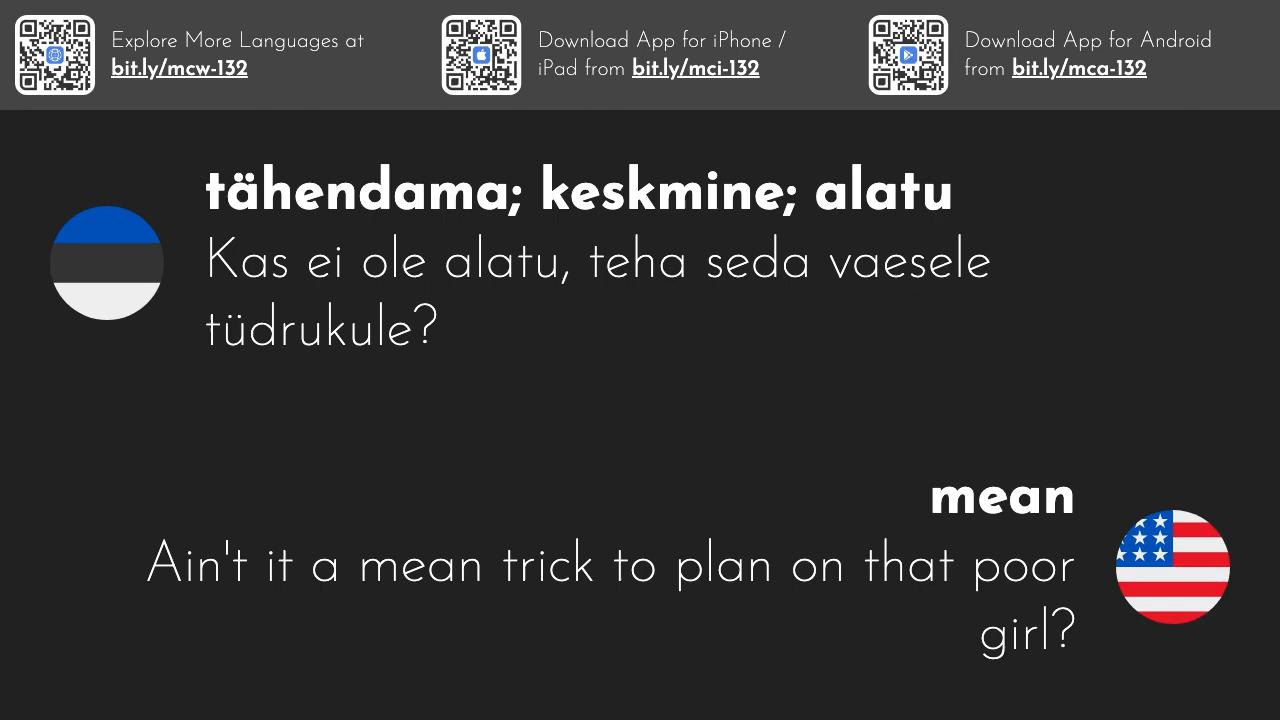 Explore More Languages at
bit.ly/mcw-132
Download App for iPhone /
iPad from bit.ly/mci-132
Download App for Android
from bit.ly/mca-132
tähendama; keskmine; alatu
Kas ei ole alatu, teha seda vaesele
tüdrukule?
mean
Ain't it a mean trick to plan on that poor
girl?